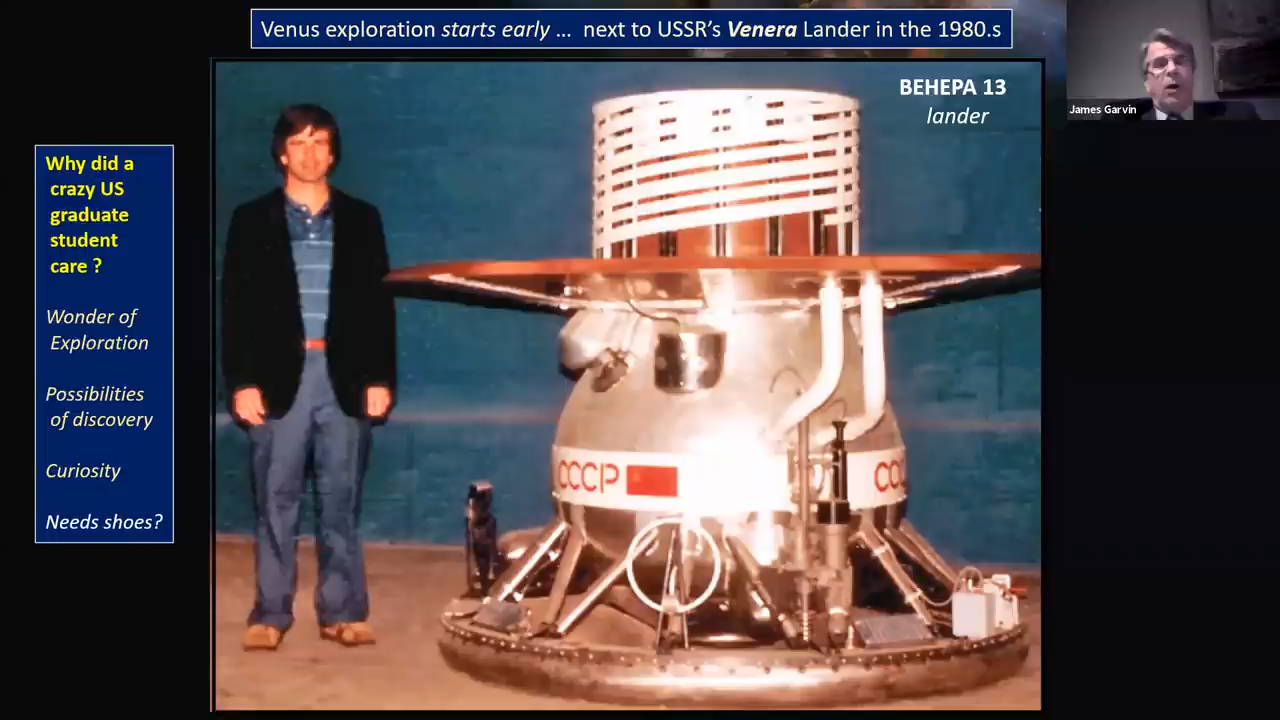 Venus exploration starts early ... next to USSR's Venera Lander in the 1980.s
James Garvin
ВЕНЕРА 13
lander
Why did a
crazy US
graduate
student
care ?
Wonder of
Exploration
Possibilities
of discovery
Curiosity
Needs shoes?
СССР
СС